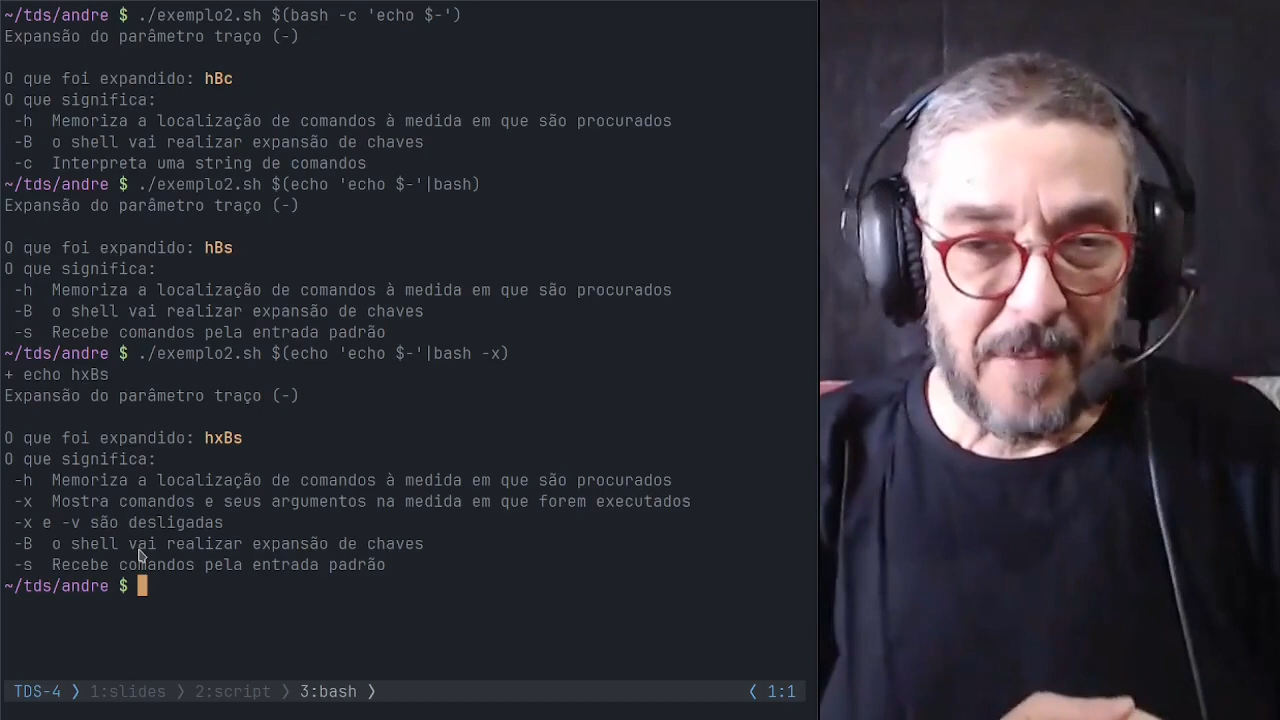 ~/tds/andre $ ./exemplo2.sh $(bash -c 'echo $-')
Expansão do parâmetro traço (-)
O que foi expandido: hBc
O que significa:
-h  Memoriza a localização de comandos à medida em que são procurados
-B  o shell vai realizar expansão de chaves
-c  Interpreta uma string de comandos
~/tds/andre $ ./exemplo2.sh $(echo 'echo $-'|bash)
Expansão do parâmetro traço (-)
O que foi expandido: hBs
O que significa:
-h  Memoriza a localização de comandos à medida em que são procurados
-B  o shell vai realizar expansão de chaves
-s  Recebe comandos pela entrada padrão
~/tds/andre $ ./exemplo2.sh $(echo 'echo $-'|bash -x)
+ echo hxBs
Expansão do parâmetro traço (-)
O que foi expandido: hxBs
O que significa:
-h  Memoriza a localização de comandos à medida em que são procurados
-x  Mostra comandos e seus argumentos na medida em que forem executados
-x e -v são desligadas
-B  o shell vai realizar expansão de chaves
-s  Recebe comandos pela entrada padrão
~/tds/andre $
TDS-4 ❯ 1:slides ❯ 2:script ❯ 3:bash ❯ ❮ 1:1